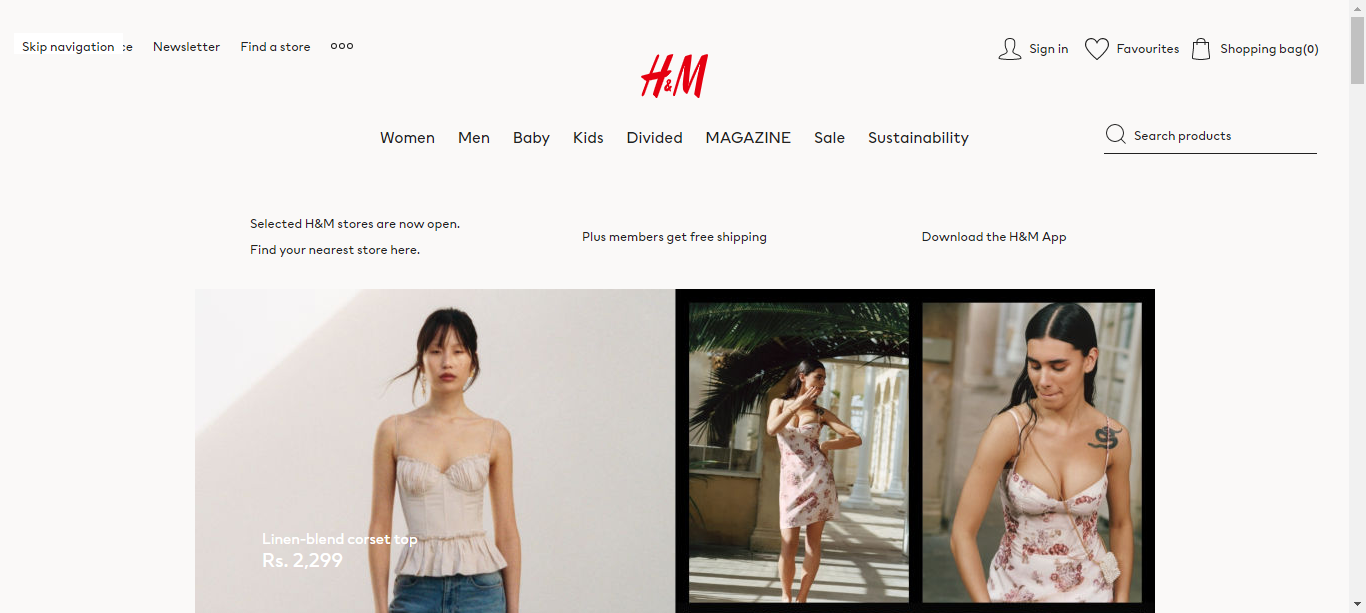 Skip navigation ce
Newsletter
Find a store
Sign in
Favourites
Shopping bag(0)
H&M
Women
Men
Baby
Kids
Divided
MAGAZINE
Sale
Sustainability
Search products
Selected H&M stores are now open.
Find your nearest store here.
Plus members get free shipping
Download the H&M App
Linen-blend corset top
Rs. 2,299